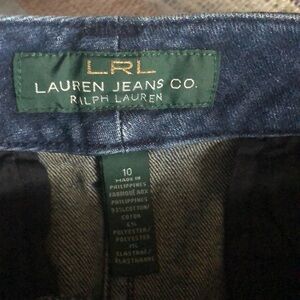 LRL
LAUREN JEANS CO.
RALPH LAUREN
10
MADE IN
PHILIPPINES
FABRIQUÉ AUX
PHILIPPINES
93%COTTON/
COTON
6%
POLYESTER/
POLYESTER
1%
ELASTANE/
ELASTHANNE